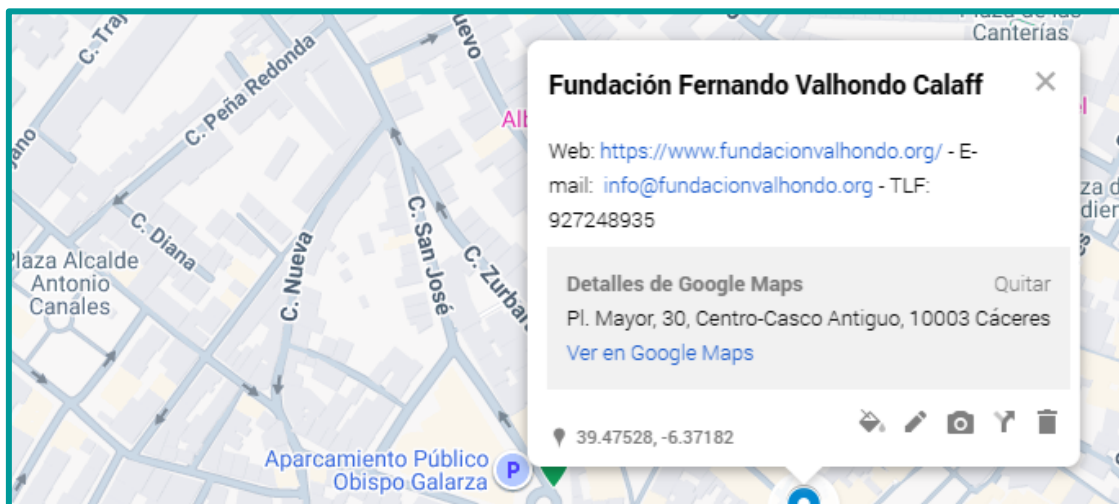 Canterías
C. Peña Redonda
Fundación Fernando Valhondo Calaff
Web: https://www.fundacionvalhondo.org/ - E-
mail: info@fundacionvalhondo.org - TLF:
927248935
C. Diana
Plaza Alcalde
Antonio
Canales
C. Nueva
C. San José
C. Zurba
Detalles de Google Maps Quitar
Pl. Mayor, 30, Centro-Casco Antiguo, 10003 Cáceres
Ver en Google Maps
39.47528, -6.37182
Aparcamiento Público
Obispo Galarza
P